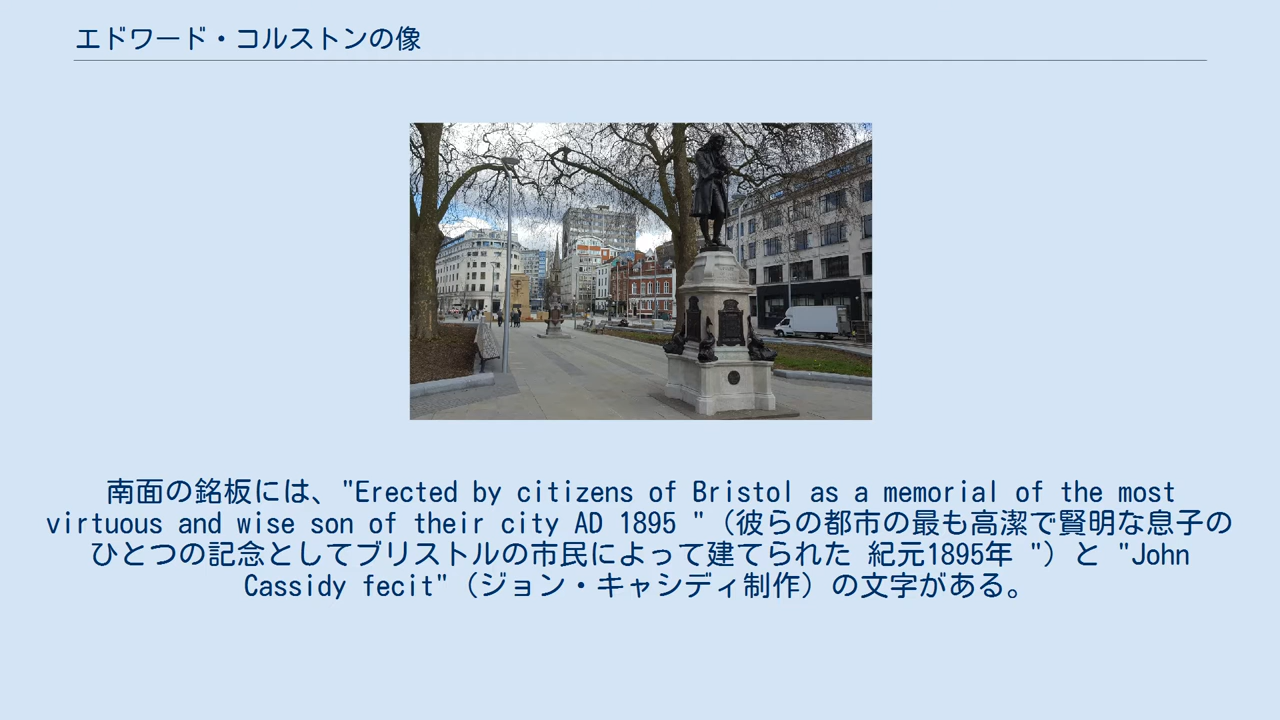 エドワード・コルストンの像
南面の銘板には、"Erected by citizens of Bristol as a memorial of the most
virtuous and wise son of their city AD 1895 "（彼らの都市の最も高潔で賢明な息子の
ひとつの記念としてブリストルの市民によって建てられた 紀元1895年 "）と "John
Cassidy fecit"（ジョン・キャシディ制作）の文字がある。